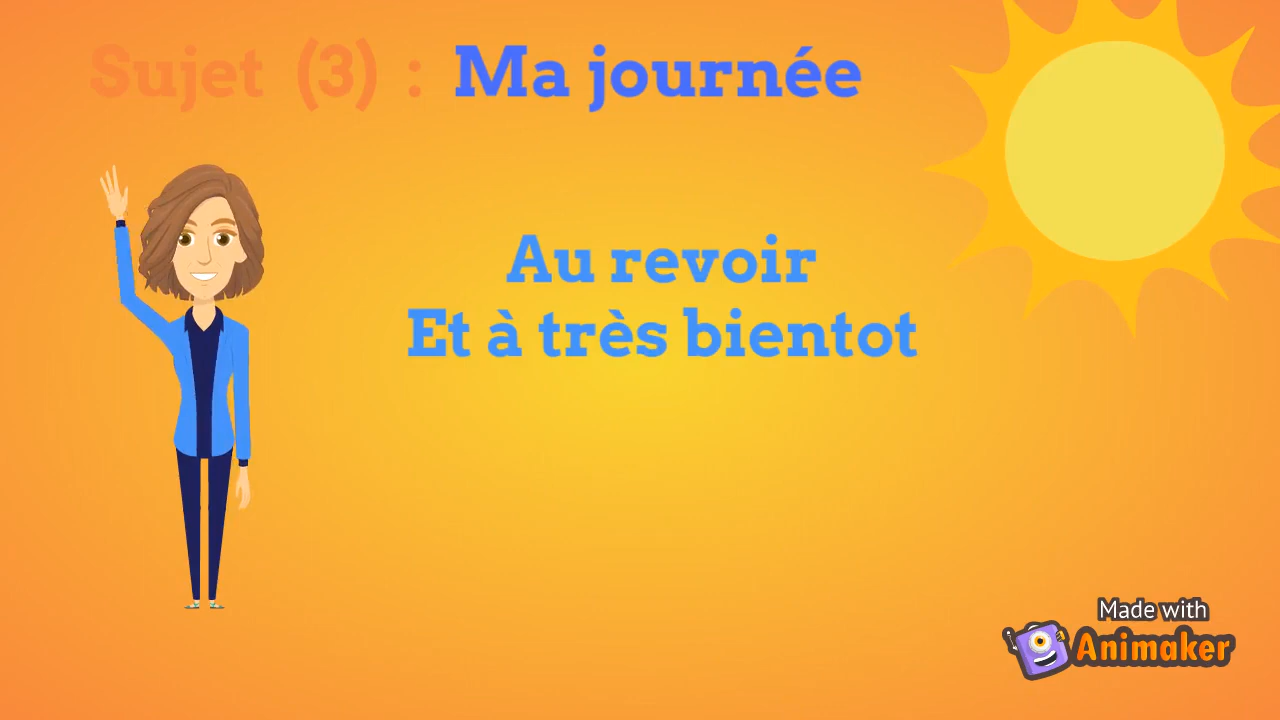 Sujet (3) : Ma journée
Au revoir
Et à très bientot
Made with
Animaker